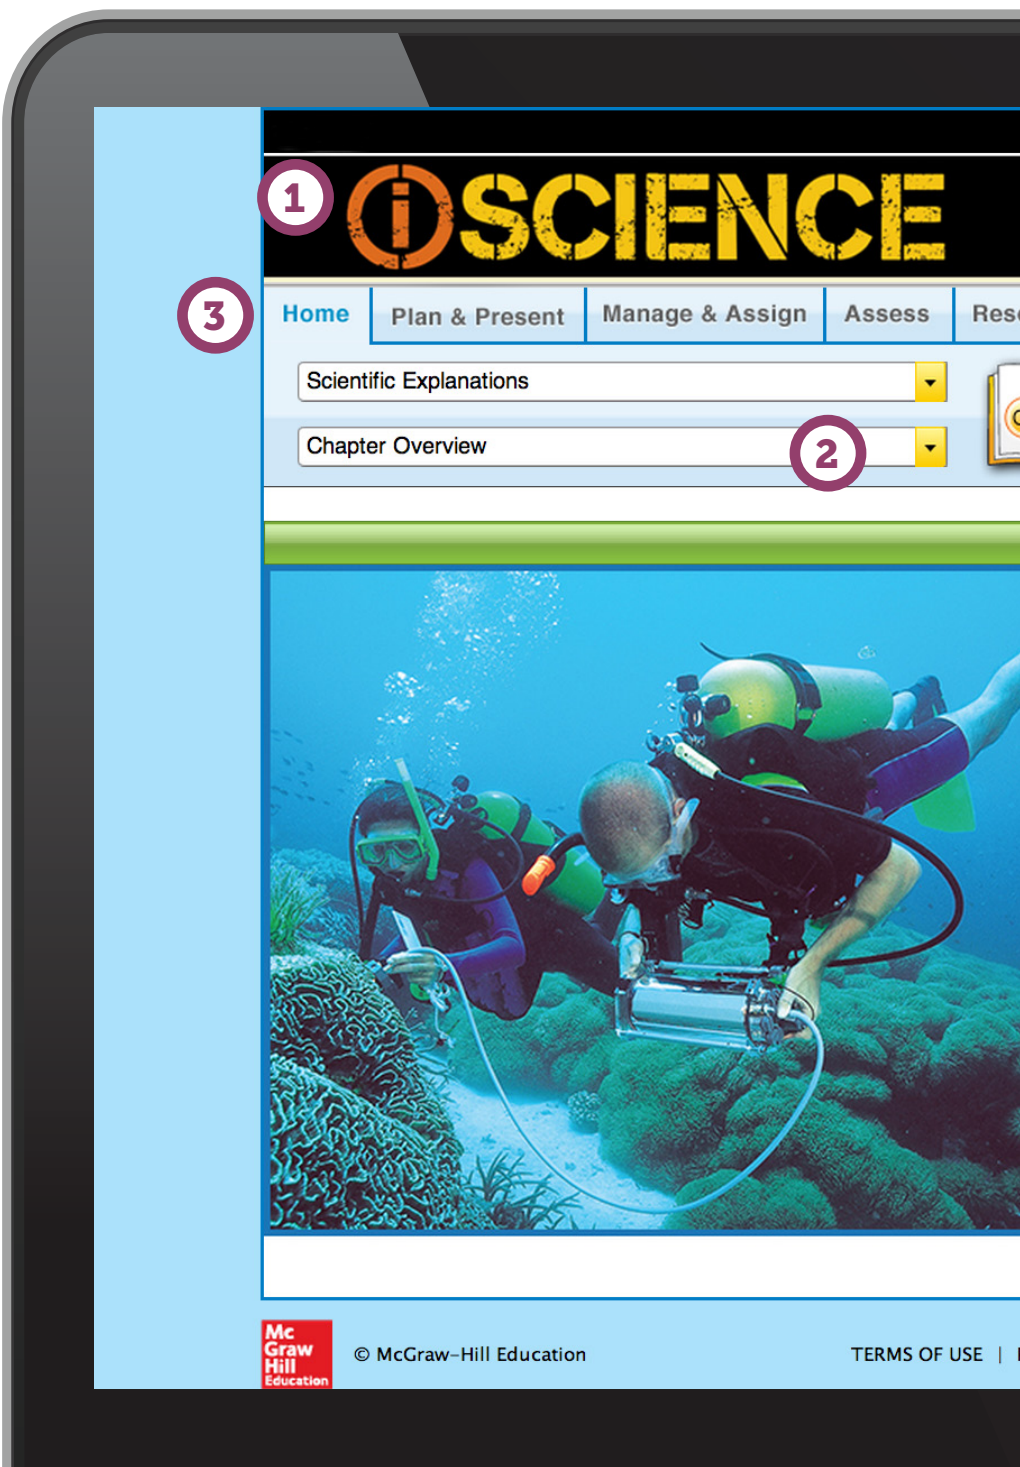 1
iSCIENCE
3
Home Plan & Present Manage & Assign Assess
Scientific Explanations
Chapter Overview
2
Mc
Graw
Hill
Education
© McGraw-Hill Education TERMS OF USE |